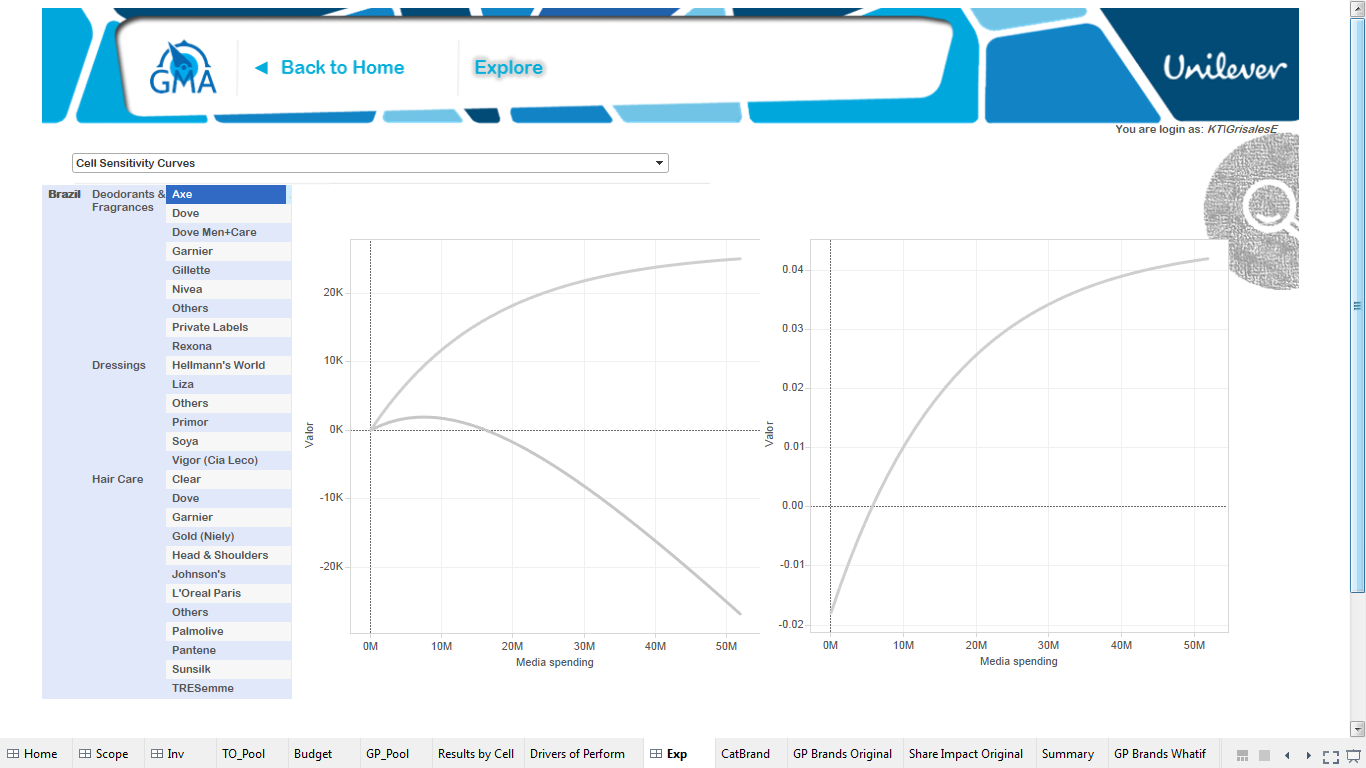 GMA
◄ Back to Home
Explore
Unilever
You are login as: KT\GrisalesE
Cell Sensitivity Curves
Brazil
Deodorants &
Fragrances
Axe
Dove
Dove Men+Care
Garnier
Gillette
Nivea
Others
Private Labels
Rexona
Dressings
Hellmann's World
Liza
Others
Primor
Soya
Vigor (Cia Leco)
Hair Care
Clear
Dove
Garnier
Gold (Niely)
Head & Shoulders
Johnson's
L'Oreal Paris
Others
Palmolive
Pantene
Sunsilk
TRESemme
Valor
20K
10K
0K
-10K
-20K
0M 10M 20M 30M 40M 50M
Media spending
Valor
0.04
0.03
0.02
0.01
0.00
-0.01
-0.02
0M 10M 20M 30M 40M 50M
Media spending
Home Scope Inv TO_Pool Budget GP_Pool Results by Cell Drivers of Perform Exp CatBrand GP Brands Original Share Impact Original Summary GP Brands Whatif